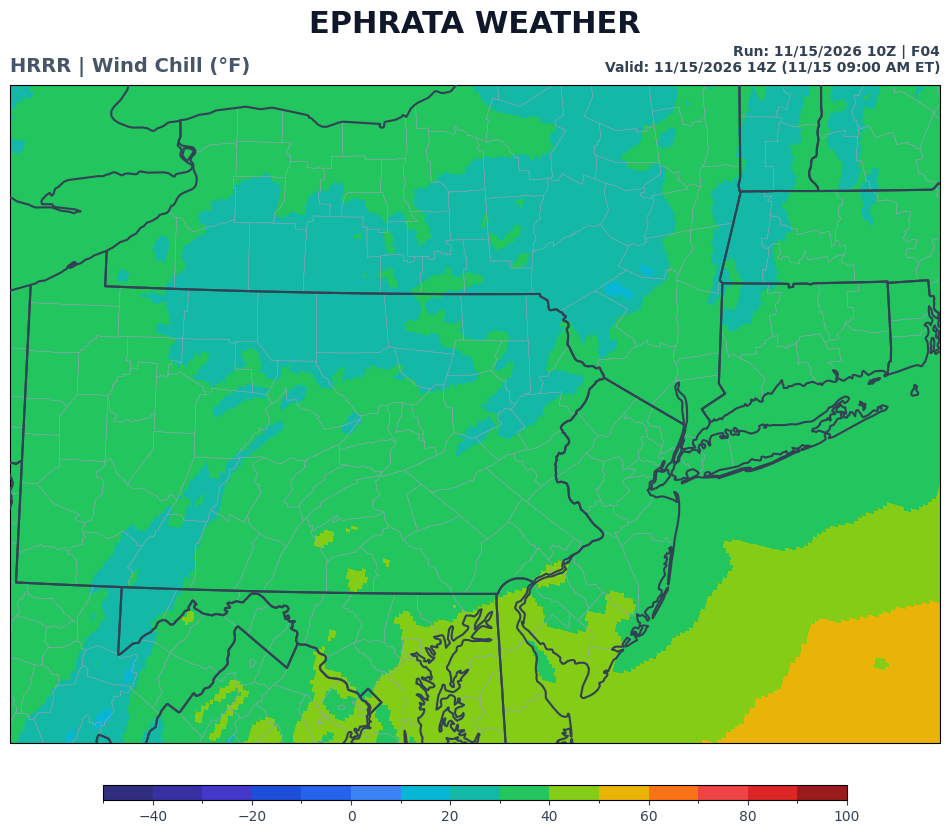 EPHRATA WEATHER
HRRR | Wind Chill (°F)
Run: 11/15/2026 10Z | F04
Valid: 11/15/2026 14Z (11/15 09:00 AM ET)
−40 −20 0 20 40 60 80 100